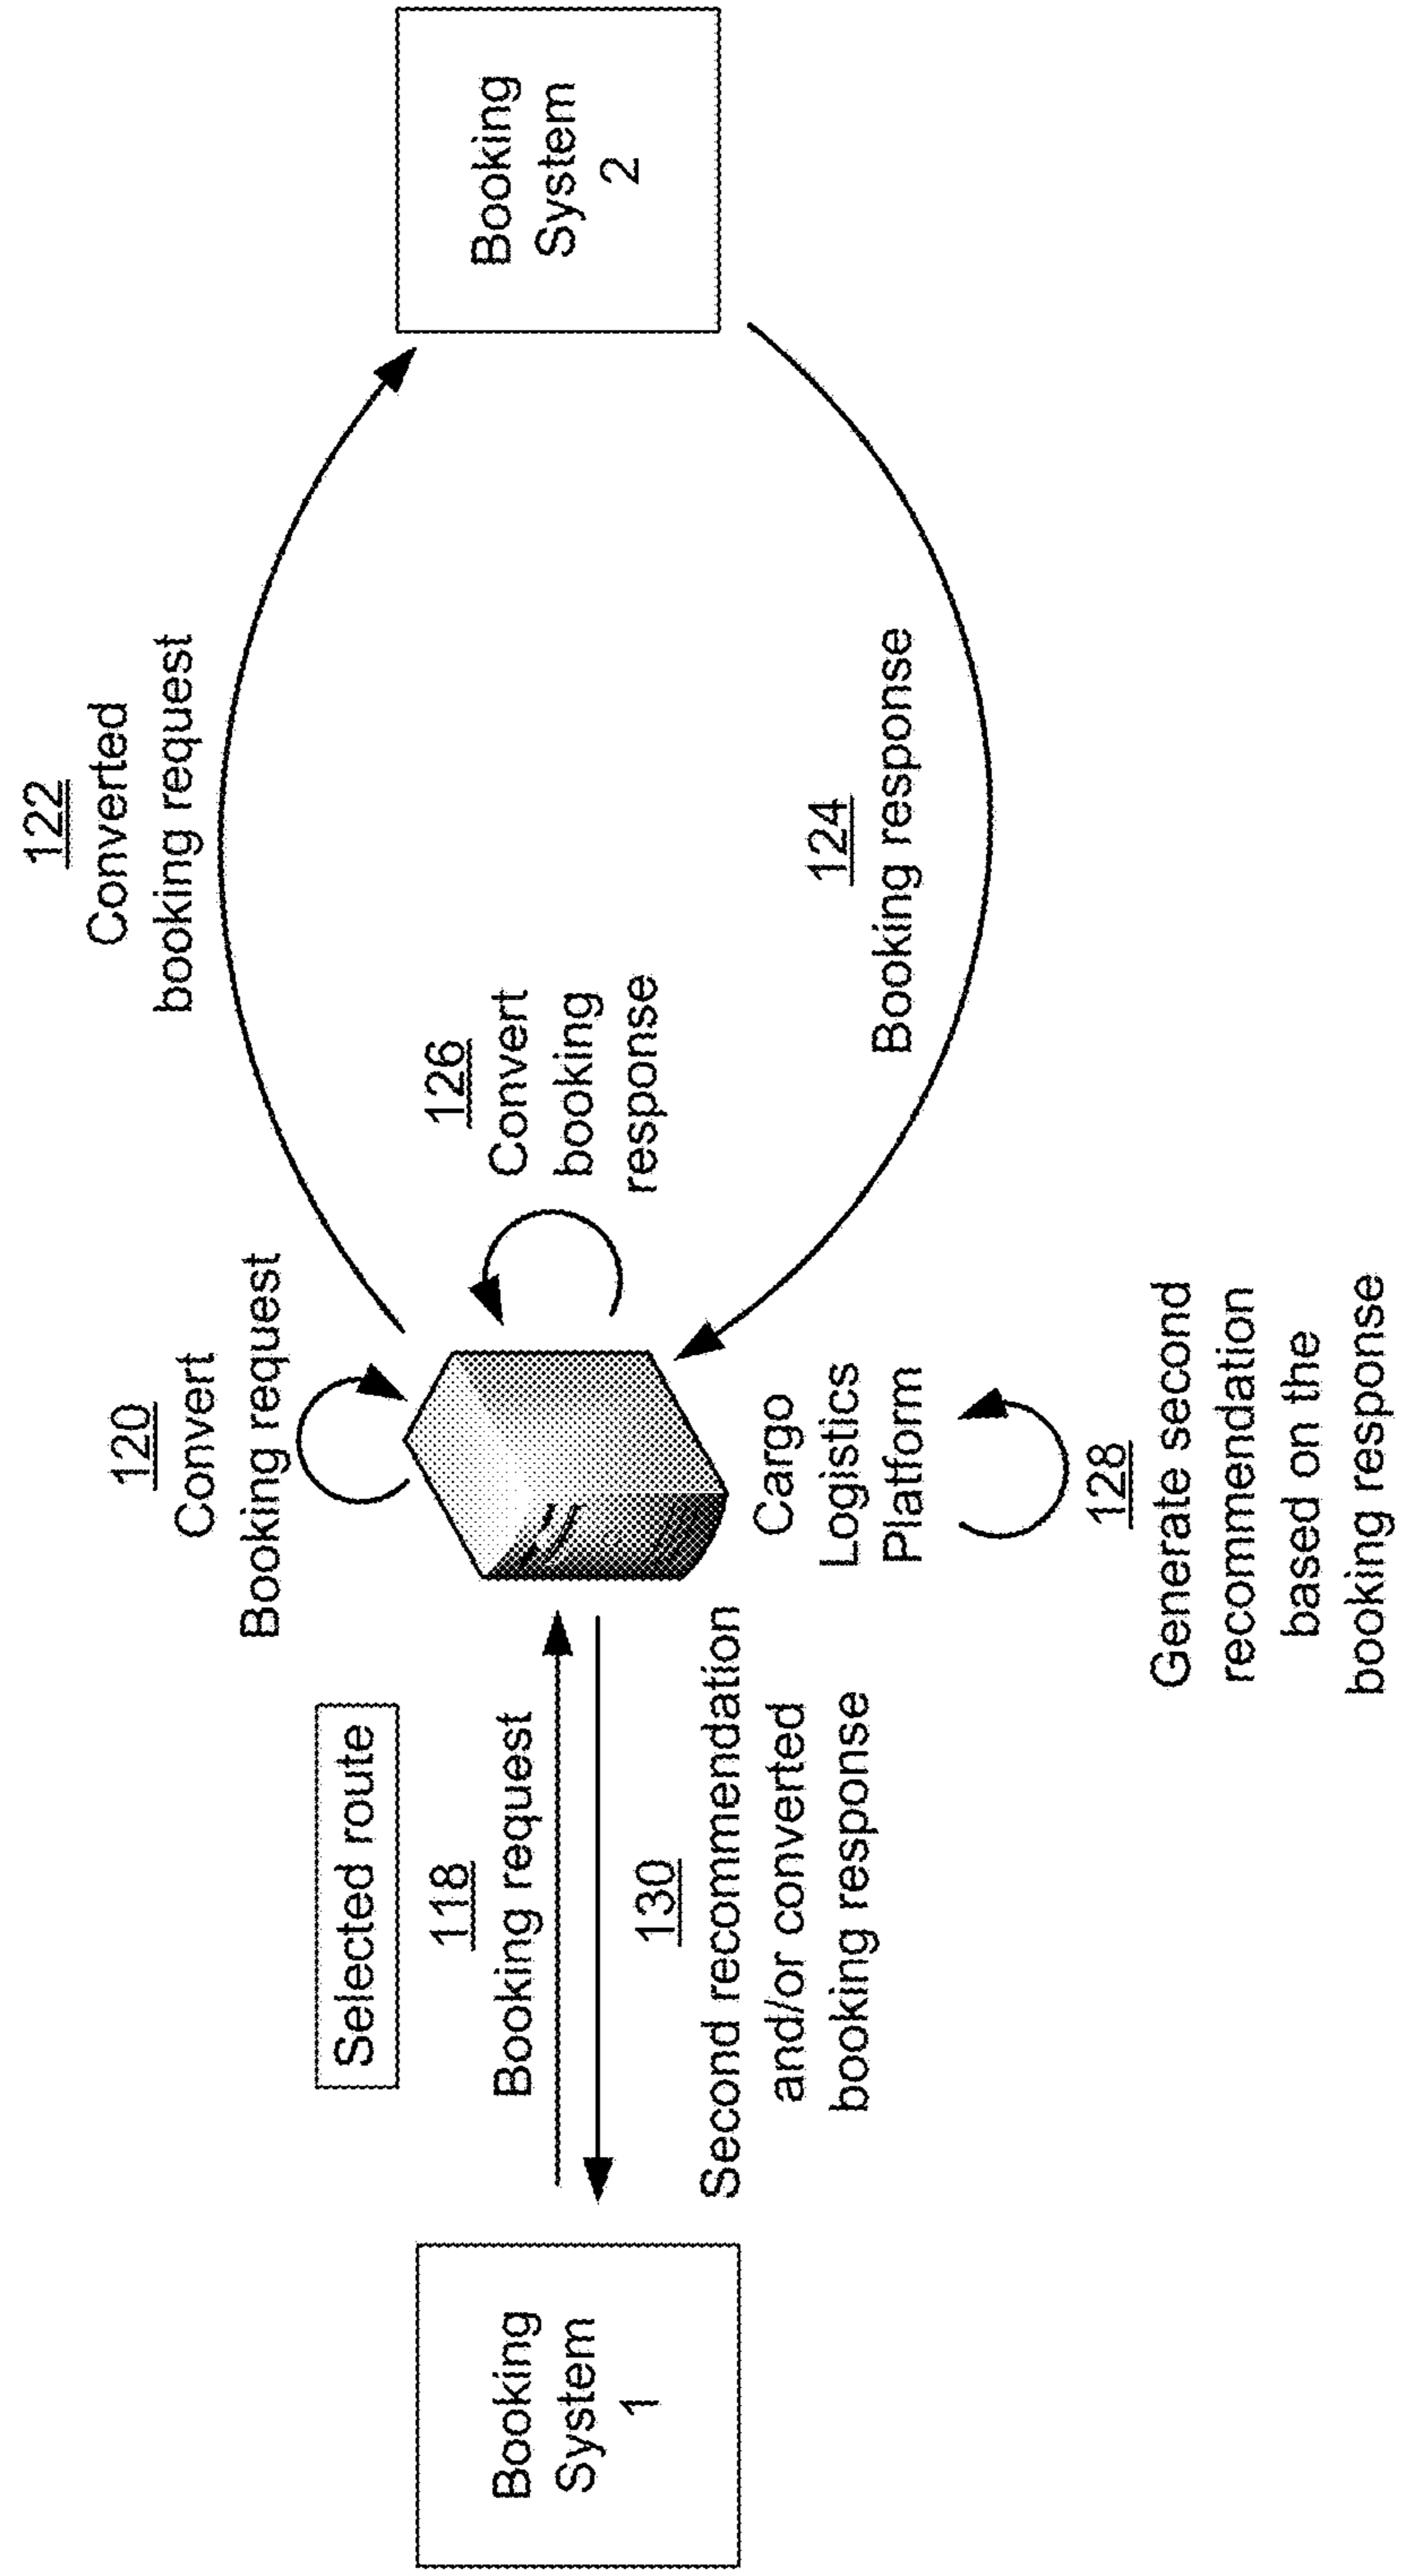 Booking
System
1
Selected route
118
Booking request
130
Second recommendation
and/or converted
booking response
120
Convert
Booking request
Cargo
Logistics
Platform
128
Generate second
recommendation
based on the
booking response
126
Convert
booking
response
122
Converted
booking request
124
Booking response
Booking
System
2